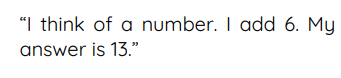 “I think of a number. I add 6. My
answer is 13.”